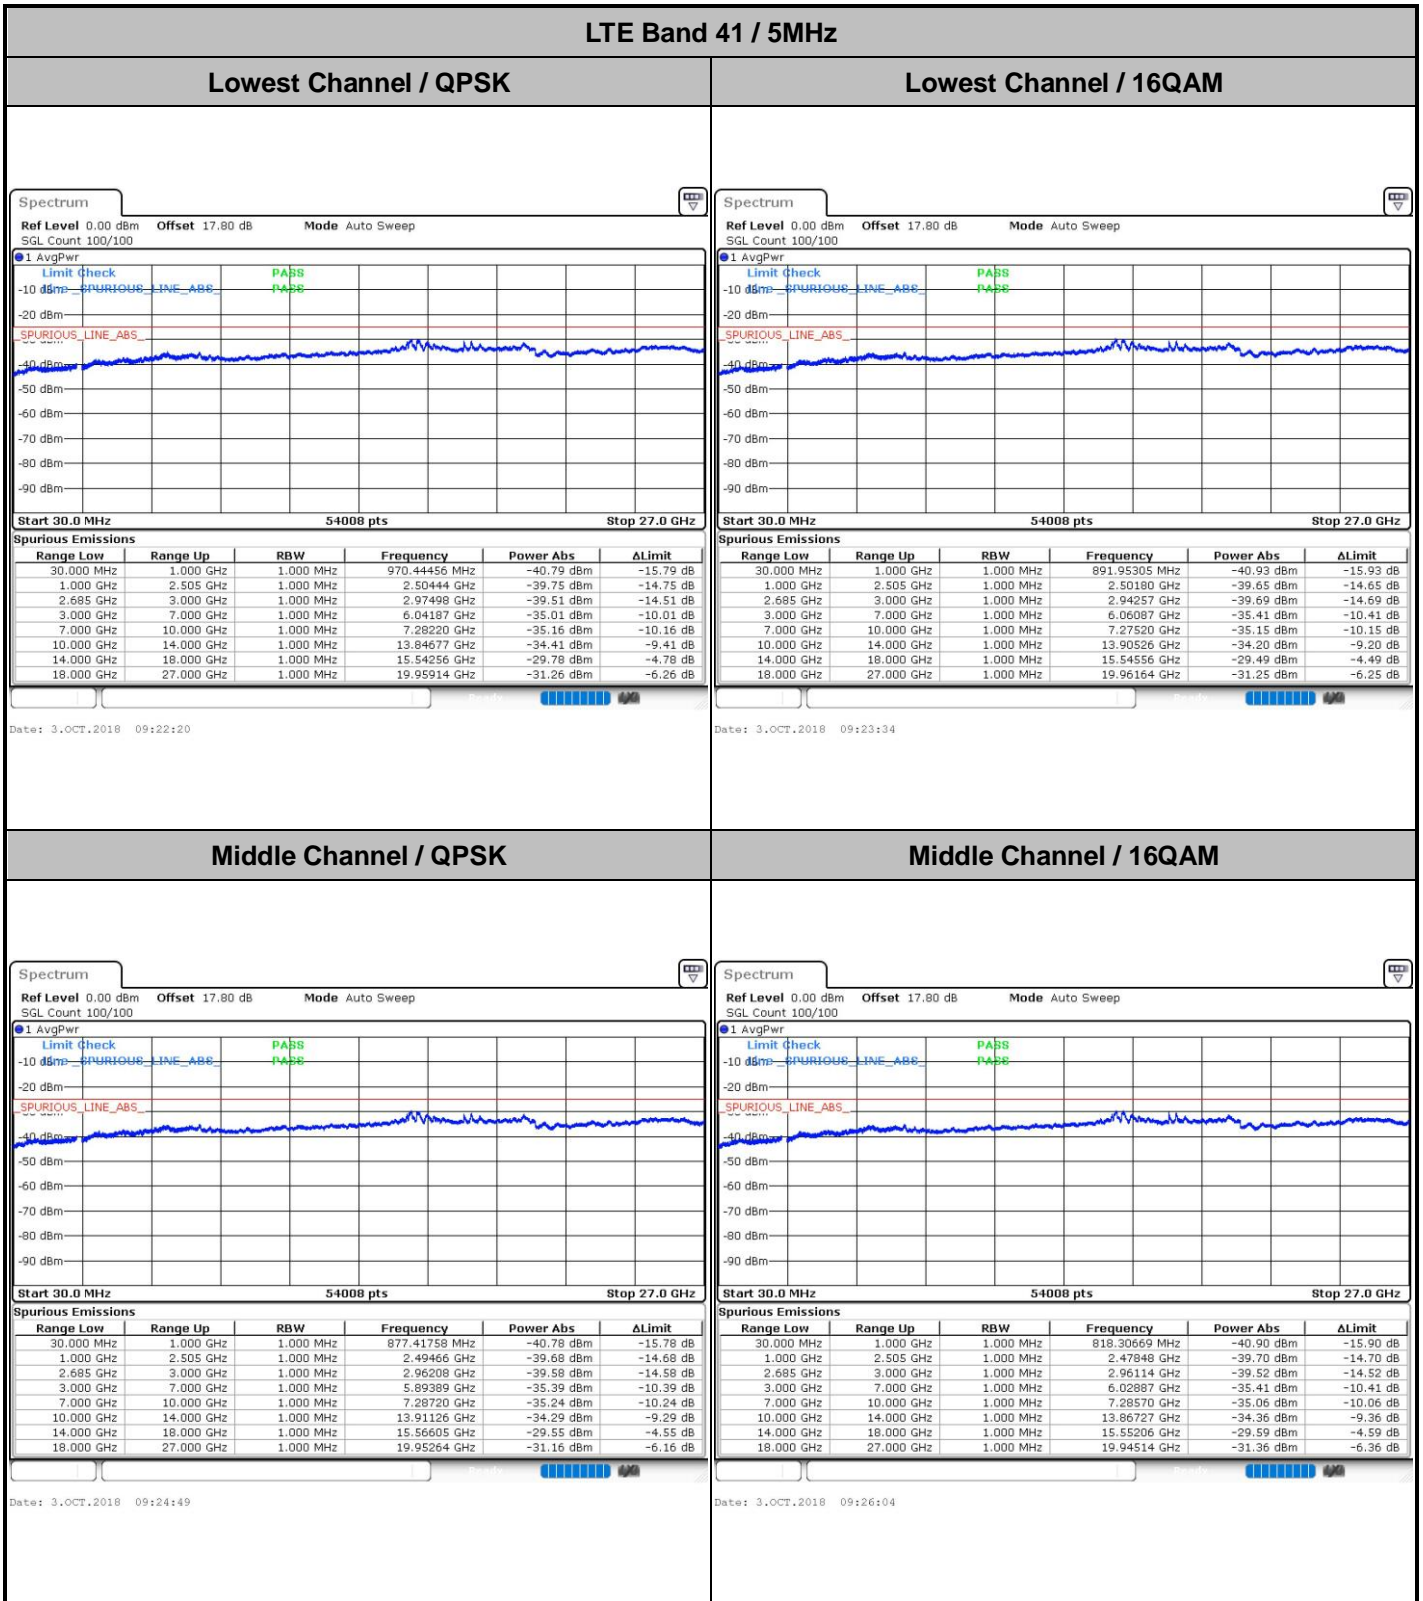 LTE Band 41 / 5MHz
Lowest Channel / QPSK
Lowest Channel / 16QAM
Spectrum
Ref Level 0.00 dBm Offset 17.80 dB Mode Auto Sweep
SGL Count 100/100
1 AvgPwr
Limit Check PASS
Line _SPURIOUS_LINE_ABS_ PASS
-10 dBm
-20 dBm
_SPURIOUS_LINE_ABS_
-30 dBm
-40 dBm
-50 dBm
-60 dBm
-70 dBm
-80 dBm
-90 dBm
Start 30.0 MHz 54008 pts Stop 27.0 GHz
Spurious Emissions
Range Low Range Up RBW Frequency Power Abs ΔLimit
30.000 MHz 1.000 GHz 1.000 MHz 970.44456 MHz -40.79 dBm -15.79 dB
1.000 GHz 2.505 GHz 1.000 MHz 2.50444 GHz -39.75 dBm -14.75 dB
2.685 GHz 3.000 GHz 1.000 MHz 2.97498 GHz -39.51 dBm -14.51 dB
3.000 GHz 7.000 GHz 1.000 MHz 6.04187 GHz -35.01 dBm -10.01 dB
7.000 GHz 10.000 GHz 1.000 MHz 7.28220 GHz -35.16 dBm -10.16 dB
10.000 GHz 14.000 GHz 1.000 MHz 13.84677 GHz -34.41 dBm -9.41 dB
14.000 GHz 18.000 GHz 1.000 MHz 15.54256 GHz -29.78 dBm -4.78 dB
18.000 GHz 27.000 GHz 1.000 MHz 19.95914 GHz -31.26 dBm -6.26 dB
Date: 3.OCT.2018 09:22:20
Spectrum
Ref Level 0.00 dBm Offset 17.80 dB Mode Auto Sweep
SGL Count 100/100
1 AvgPwr
Limit Check PASS
Line _SPURIOUS_LINE_ABS_ PASS
-10 dBm
-20 dBm
_SPURIOUS_LINE_ABS_
-30 dBm
-40 dBm
-50 dBm
-60 dBm
-70 dBm
-80 dBm
-90 dBm
Start 30.0 MHz 54008 pts Stop 27.0 GHz
Spurious Emissions
Range Low Range Up RBW Frequency Power Abs ΔLimit
30.000 MHz 1.000 GHz 1.000 MHz 891.95305 MHz -40.93 dBm -15.93 dB
1.000 GHz 2.505 GHz 1.000 MHz 2.50180 GHz -39.65 dBm -14.65 dB
2.685 GHz 3.000 GHz 1.000 MHz 2.94257 GHz -39.69 dBm -14.69 dB
3.000 GHz 7.000 GHz 1.000 MHz 6.06087 GHz -35.41 dBm -10.41 dB
7.000 GHz 10.000 GHz 1.000 MHz 7.27520 GHz -35.15 dBm -10.15 dB
10.000 GHz 14.000 GHz 1.000 MHz 13.90526 GHz -34.20 dBm -9.20 dB
14.000 GHz 18.000 GHz 1.000 MHz 15.54556 GHz -29.49 dBm -4.49 dB
18.000 GHz 27.000 GHz 1.000 MHz 19.96164 GHz -31.25 dBm -6.25 dB
Date: 3.OCT.2018 09:23:34
Middle Channel / QPSK
Middle Channel / 16QAM
Spectrum
Ref Level 0.00 dBm Offset 17.80 dB Mode Auto Sweep
SGL Count 100/100
1 AvgPwr
Limit Check PASS
Line _SPURIOUS_LINE_ABS_ PASS
-10 dBm
-20 dBm
_SPURIOUS_LINE_ABS_
-30 dBm
-40 dBm
-50 dBm
-60 dBm
-70 dBm
-80 dBm
-90 dBm
Start 30.0 MHz 54008 pts Stop 27.0 GHz
Spurious Emissions
Range Low Range Up RBW Frequency Power Abs ΔLimit
30.000 MHz 1.000 GHz 1.000 MHz 877.41758 MHz -40.78 dBm -15.78 dB
1.000 GHz 2.505 GHz 1.000 MHz 2.49466 GHz -39.68 dBm -14.68 dB
2.685 GHz 3.000 GHz 1.000 MHz 2.96208 GHz -39.58 dBm -14.58 dB
3.000 GHz 7.000 GHz 1.000 MHz 5.89389 GHz -35.39 dBm -10.39 dB
7.000 GHz 10.000 GHz 1.000 MHz 7.28720 GHz -35.24 dBm -10.24 dB
10.000 GHz 14.000 GHz 1.000 MHz 13.91126 GHz -34.29 dBm -9.29 dB
14.000 GHz 18.000 GHz 1.000 MHz 15.56605 GHz -29.55 dBm -4.55 dB
18.000 GHz 27.000 GHz 1.000 MHz 19.95264 GHz -31.16 dBm -6.16 dB
Date: 3.OCT.2018 09:24:49
Spectrum
Ref Level 0.00 dBm Offset 17.80 dB Mode Auto Sweep
SGL Count 100/100
1 AvgPwr
Limit Check PASS
Line _SPURIOUS_LINE_ABS_ PASS
-10 dBm
-20 dBm
_SPURIOUS_LINE_ABS_
-30 dBm
-40 dBm
-50 dBm
-60 dBm
-70 dBm
-80 dBm
-90 dBm
Start 30.0 MHz 54008 pts Stop 27.0 GHz
Spurious Emissions
Range Low Range Up RBW Frequency Power Abs ΔLimit
30.000 MHz 1.000 GHz 1.000 MHz 818.30669 MHz -40.90 dBm -15.90 dB
1.000 GHz 2.505 GHz 1.000 MHz 2.47848 GHz -39.70 dBm -14.70 dB
2.685 GHz 3.000 GHz 1.000 MHz 2.96114 GHz -39.52 dBm -14.52 dB
3.000 GHz 7.000 GHz 1.000 MHz 6.02887 GHz -35.41 dBm -10.41 dB
7.000 GHz 10.000 GHz 1.000 MHz 7.28570 GHz -35.06 dBm -10.06 dB
10.000 GHz 14.000 GHz 1.000 MHz 13.86727 GHz -34.36 dBm -9.36 dB
14.000 GHz 18.000 GHz 1.000 MHz 15.55206 GHz -29.59 dBm -4.59 dB
18.000 GHz 27.000 GHz 1.000 MHz 19.94514 GHz -31.36 dBm -6.36 dB
Date: 3.OCT.2018 09:26:04